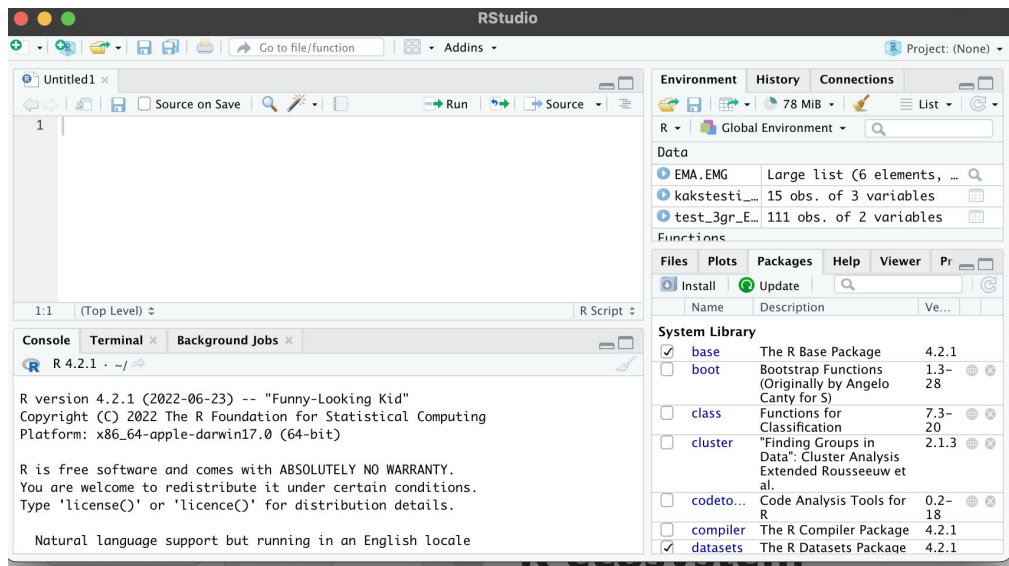 RStudio
Go to file/function
Addins
Project: (None)
Untitled1
Source on Save
Run
Source
1
1:1
(Top Level)
R Script
Console
Terminal
Background Jobs
R 4.2.1 · ~/
R version 4.2.1 (2022-06-23) -- "Funny-Looking Kid"
Copyright (C) 2022 The R Foundation for Statistical Computing
Platform: x86_64-apple-darwin17.0 (64-bit)
R is free software and comes with ABSOLUTELY NO WARRANTY.
You are welcome to redistribute it under certain conditions.
Type 'license()' or 'licence()' for distribution details.
Natural language support but running in an English locale
Environment
History
Connections
78 MiB
List
R
Global Environment
Data
EMA.EMG Large list (6 elements, …
kakstesti_… 15 obs. of 3 variables
test_3gr_E… 111 obs. of 2 variables
Functions
Files
Plots
Packages
Help
Viewer
Pr
Install
Update
Name Description Ve...
System Library
base The R Base Package 4.2.1
boot Bootstrap Functions 1.3-
(Originally by Angelo 28
Canty for S)
class Functions for 7.3-
Classification 20
cluster "Finding Groups in 2.1.3
Data": Cluster Analysis
Extended Rousseeuw et
al.
codeto... Code Analysis Tools for 0.2-
R 18
compiler The R Compiler Package 4.2.1
datasets The R Datasets Package 4.2.1